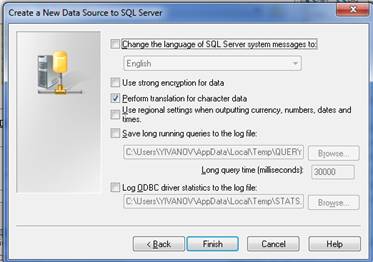 Create a New Data Source to SQL Server
Change the language of SQL Server system messages to:
English
Use strong encryption for data
Perform translation for character data
Use regional settings when outputting currency, numbers, dates and
times.
Save long running queries to the log file:
C:\Users\YIVANOV\AppData\Local\Temp\QUERY
Browse...
Long query time (milliseconds):
30000
Log ODBC driver statistics to the log file:
C:\Users\YIVANOV\AppData\Local\Temp\STATS.
Browse...
< Back
Finish
Cancel
Help